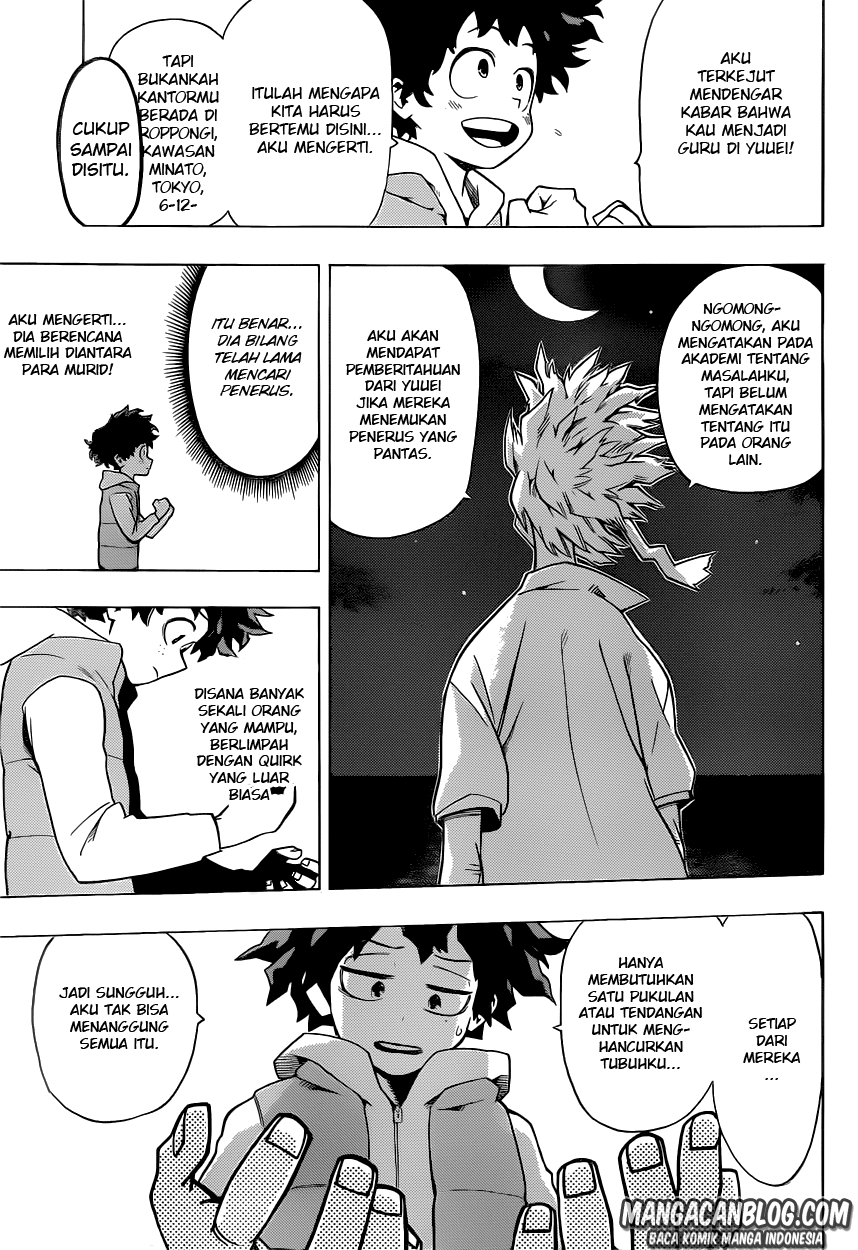 AKU
TERKEJUT
MENDENGAR
KABAR BAHWA
KAU MENJADI
GURU DI YUUEI!
ITULAH MENGAPA
KITA HARUS
BERTEMU DISINI...
AKU MENGERTI.
TAPI
BUKANKAH
KANTORMU
BERADA DI
ROPPONGI,
KAWASAN
MINATO,
TOKYO,
6-12-
CUKUP
SAMPAI
DISITU.
NGOMONG-
NGOMONG, AKU
MENGATAKAN PADA
AKADEMI TENTANG
MASALAHKU,
TAPI BELUM
MENGATAKAN
TENTANG ITU
PADA ORANG
LAIN.
AKU AKAN
MENDAPAT
PEMBERITAHUAN
DARI YUUEI
JIKA MEREKA
MENEMUKAN
PENERUS YANG
PANTAS.
ITU BENAR...
DIA BILANG
TELAH LAMA
MENCARI
PENERUS.
AKU MENGERTI...
DIA BERENCANA
MEMILIH DIANTARA
PARA MURID!
DISANA BANYAK
SEKALI ORANG
YANG MAMPU,
BERLIMPAH
DENGAN QUIRK
YANG LUAR
BIASA
SETIAP
DARI
MEREKA
...
HANYA
MEMBUTUHKAN
SATU PUKULAN
ATAU TENDANGAN
UNTUK MENG-
HANCURKAN
TUBUHKU...
JADI SUNGGUH...
AKU TAK BISA
MENANGGUNG
SEMUA ITU.
MANGACANBLOG.COM
BACA KOMIK MANGA INDONESIA